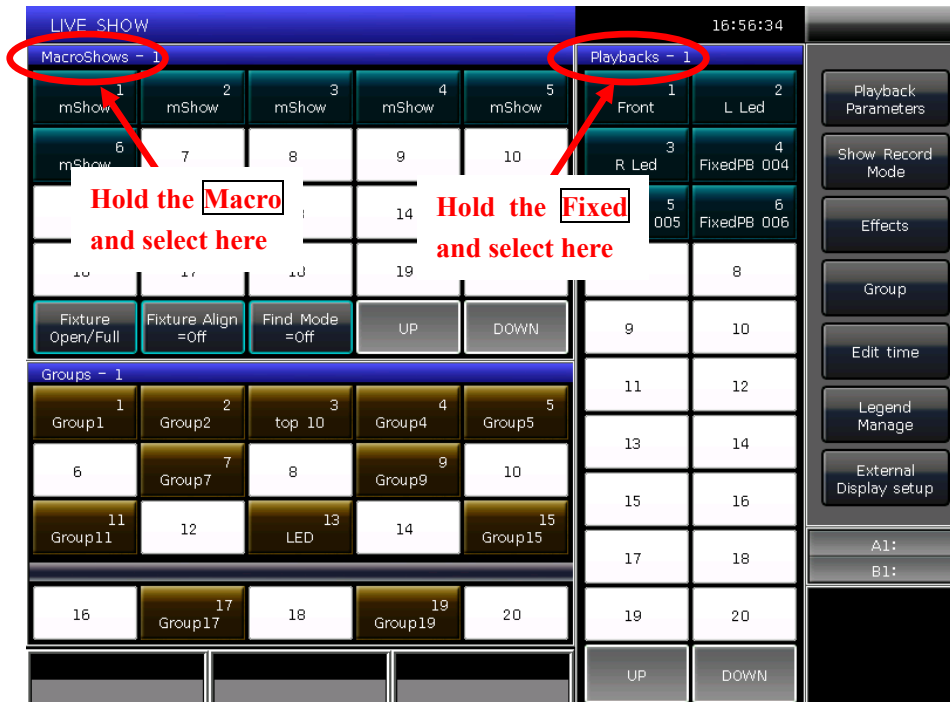 LIVE SHOW
16:56:34
MacroShows - 1
1
mShow
2
mShow
3
mShow
4
mShow
5
mShow
6
mShow
7
8
9
10
14
19
Hold the Macro
and select here
Fixture
Open/Full
Fixture Align
=Off
Find Mode
=Off
UP
DOWN
Groups - 1
1
Group1
2
Group2
3
top 10
4
Group4
5
Group5
6
7
Group7
8
9
Group9
10
11
Group11
12
13
LED
14
15
Group15
16
17
Group17
18
19
Group19
20
Playbacks - 1
1
Front
2
L Led
3
R Led
4
FixedPB 004
5
005
6
FixedPB 006
Hold the Fixed
and select here
8
9
10
11
12
13
14
15
16
17
18
19
20
UP
DOWN
Playback
Parameters
Show Record
Mode
Effects
Group
Edit time
Legend
Manage
External
Display setup
A1:
B1: